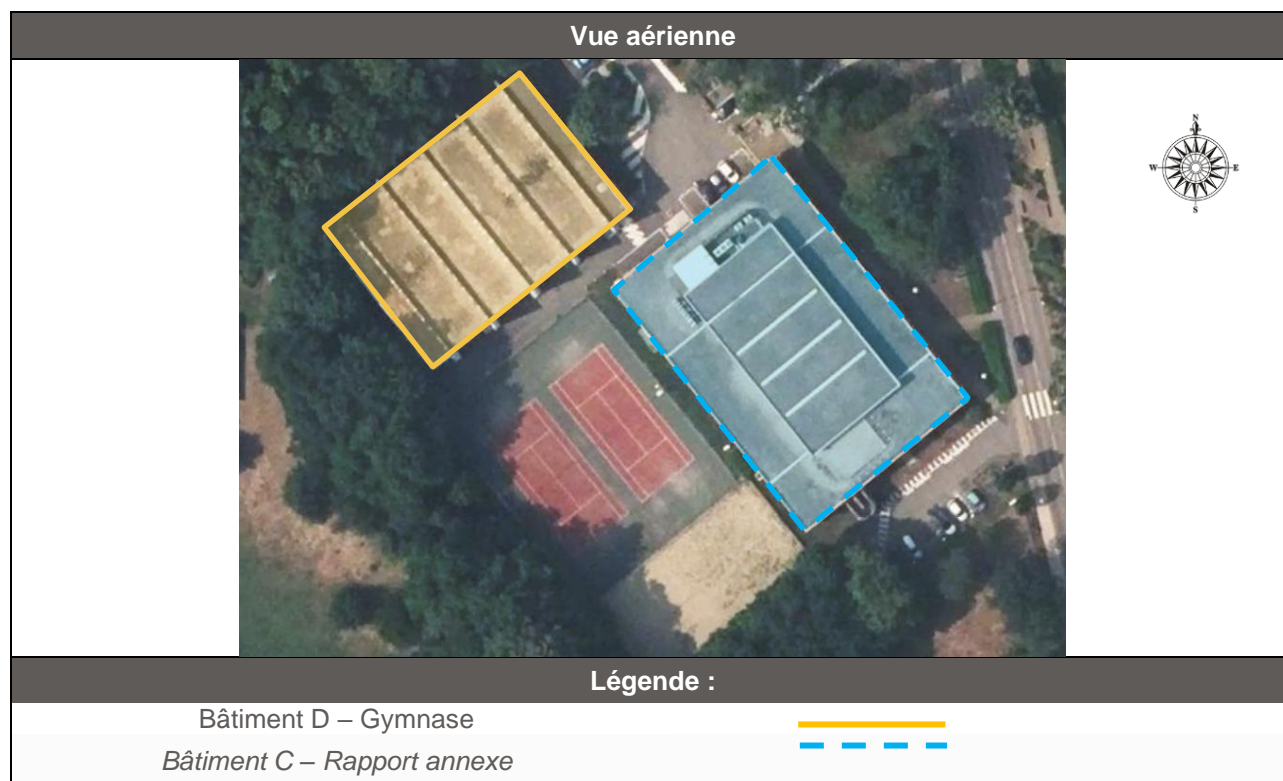 Vue aérienne
N
W
E
S
Légende :
Bâtiment D – Gymnase
Bâtiment C – Rapport annexe